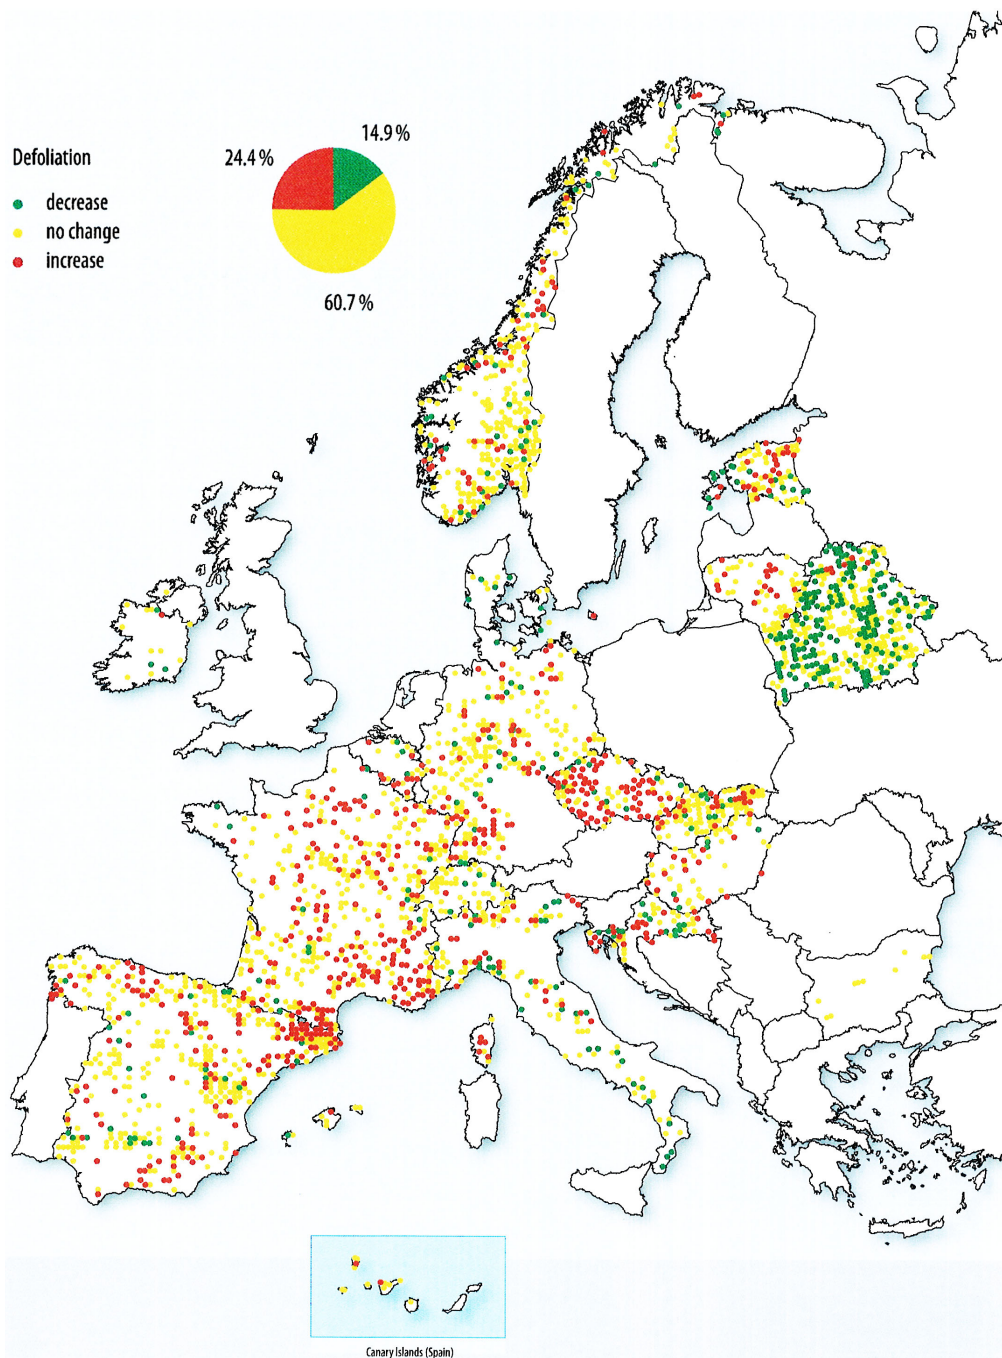 14.9 %
24.4 %
Defoliation
decrease
no change
increase
60.7 %
Canary Islands (Spain)